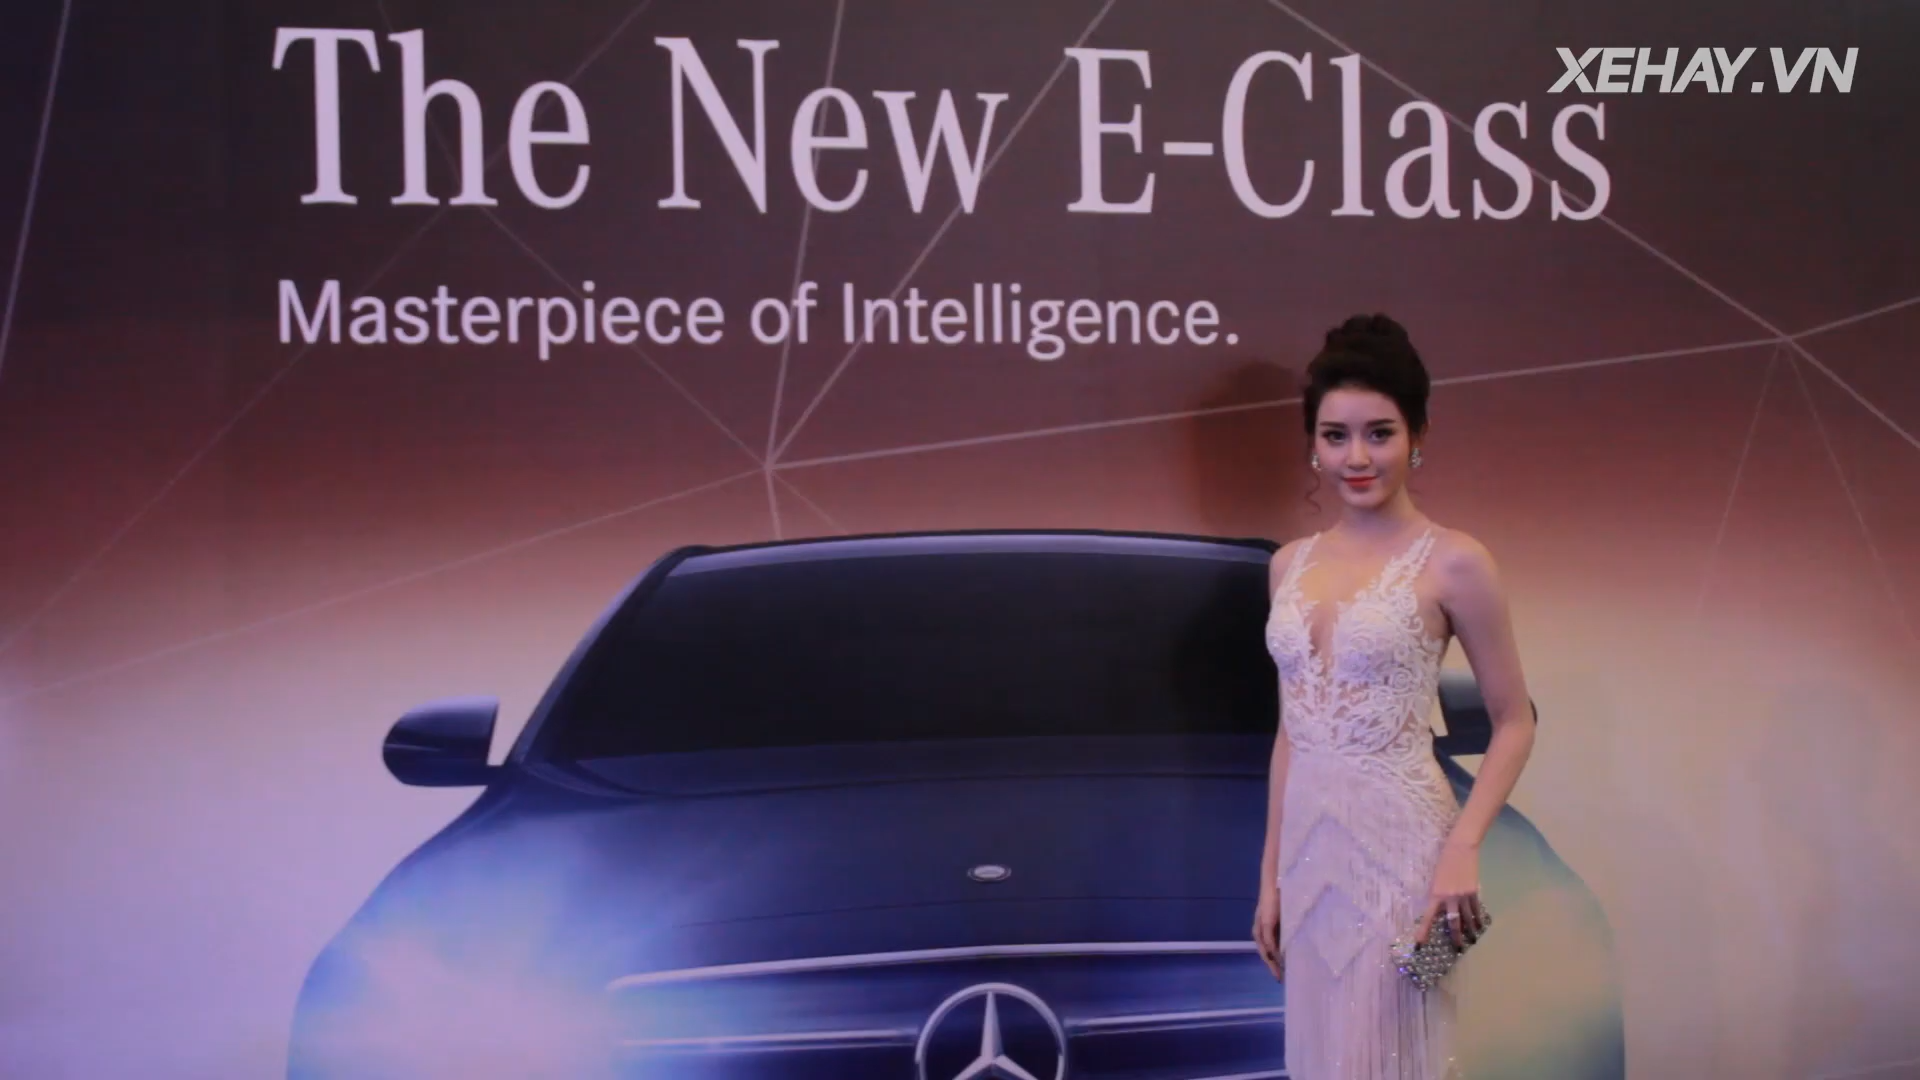 XEHAY.VN
The New E-Class
Masterpiece of Intelligence.